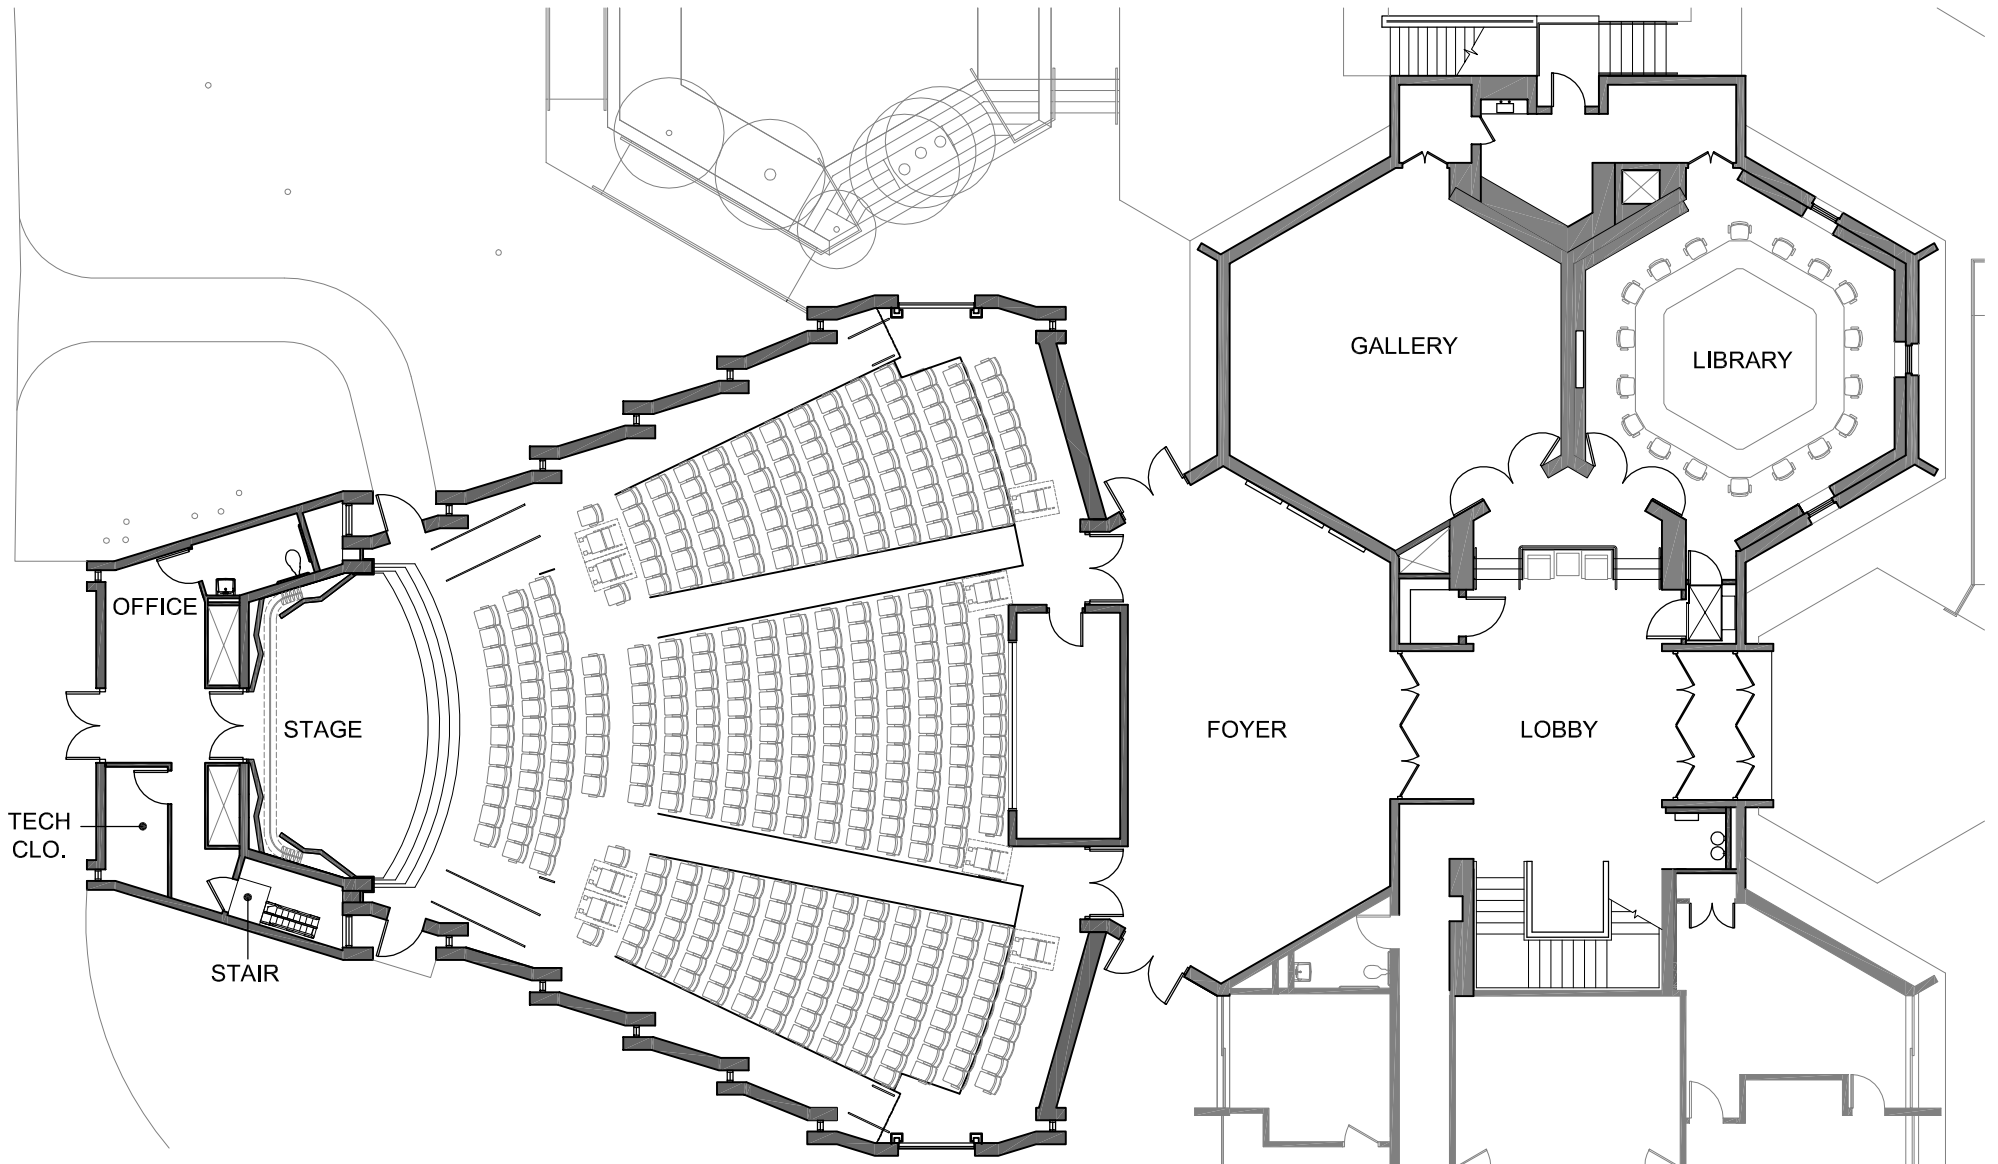 GALLERY
LIBRARY
OFFICE
STAGE
FOYER
LOBBY
TECH
CLO.
STAIR